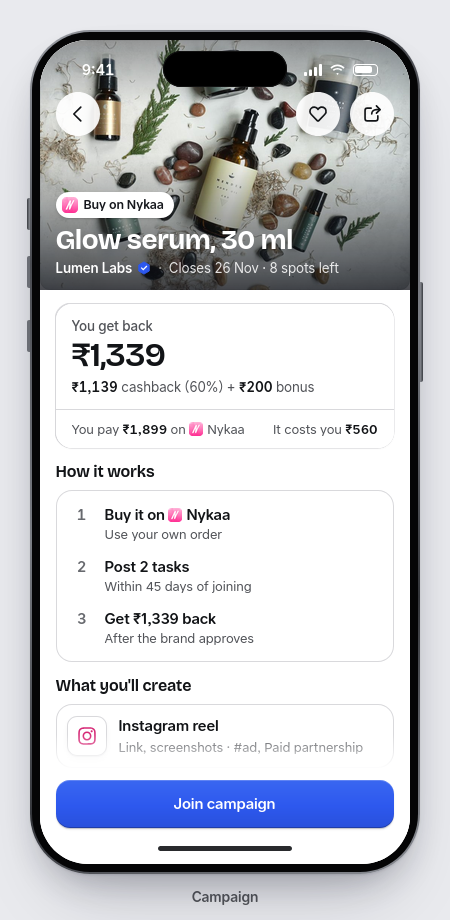 9:41
Buy on Nykaa
Glow serum, 30 ml
Lumen Labs · Closes 26 Nov · 8 spots left
You get back
₹1,339
₹1,139 cashback (60%) + ₹200 bonus
You pay ₹1,899 on Nykaa It costs you ₹560
How it works
1 Buy it on Nykaa
Use your own order
2 Post 2 tasks
Within 45 days of joining
3 Get ₹1,339 back
After the brand approves
What you'll create
Instagram reel
Link, screenshots · #ad, Paid partnership
Join campaign
Campaign